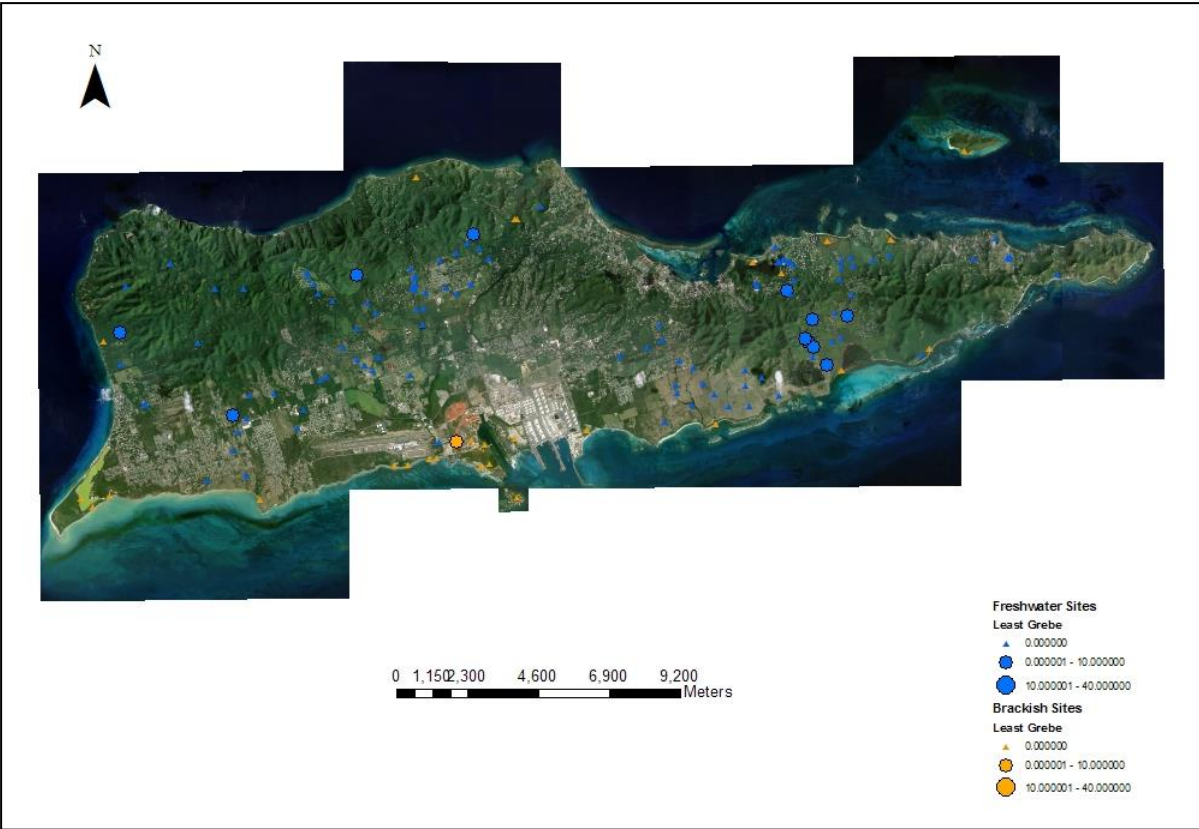 N
0 1,150 2,300 4,600 6,900 9,200
Meters
Freshwater Sites
Least Grebe
0.000000
0.000001 - 10.000000
10.000001 - 40.000000
Brackish Sites
Least Grebe
0.000000
0.000001 - 10.000000
10.000001 - 40.000000